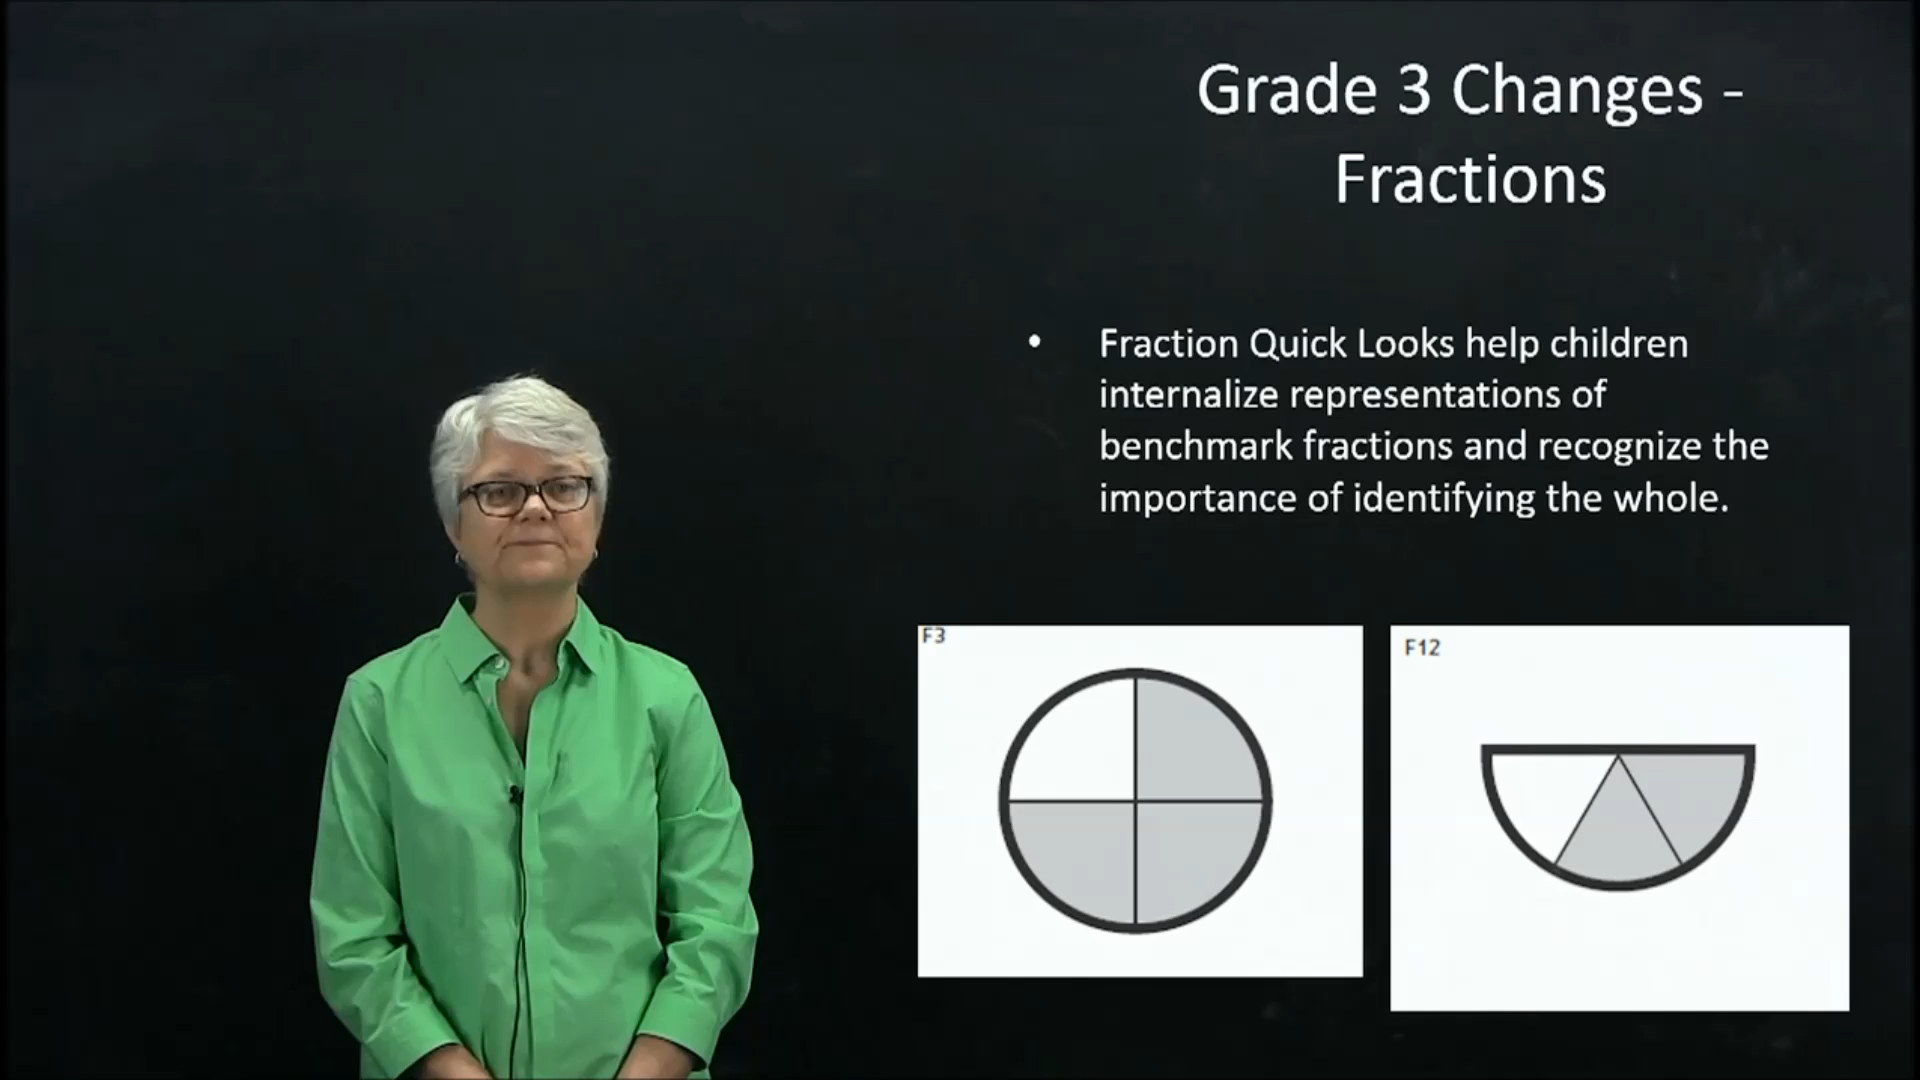 Grade 3 Changes -
Fractions
• Fraction Quick Looks help children
internalize representations of
benchmark fractions and recognize the
importance of identifying the whole.
F3
F12